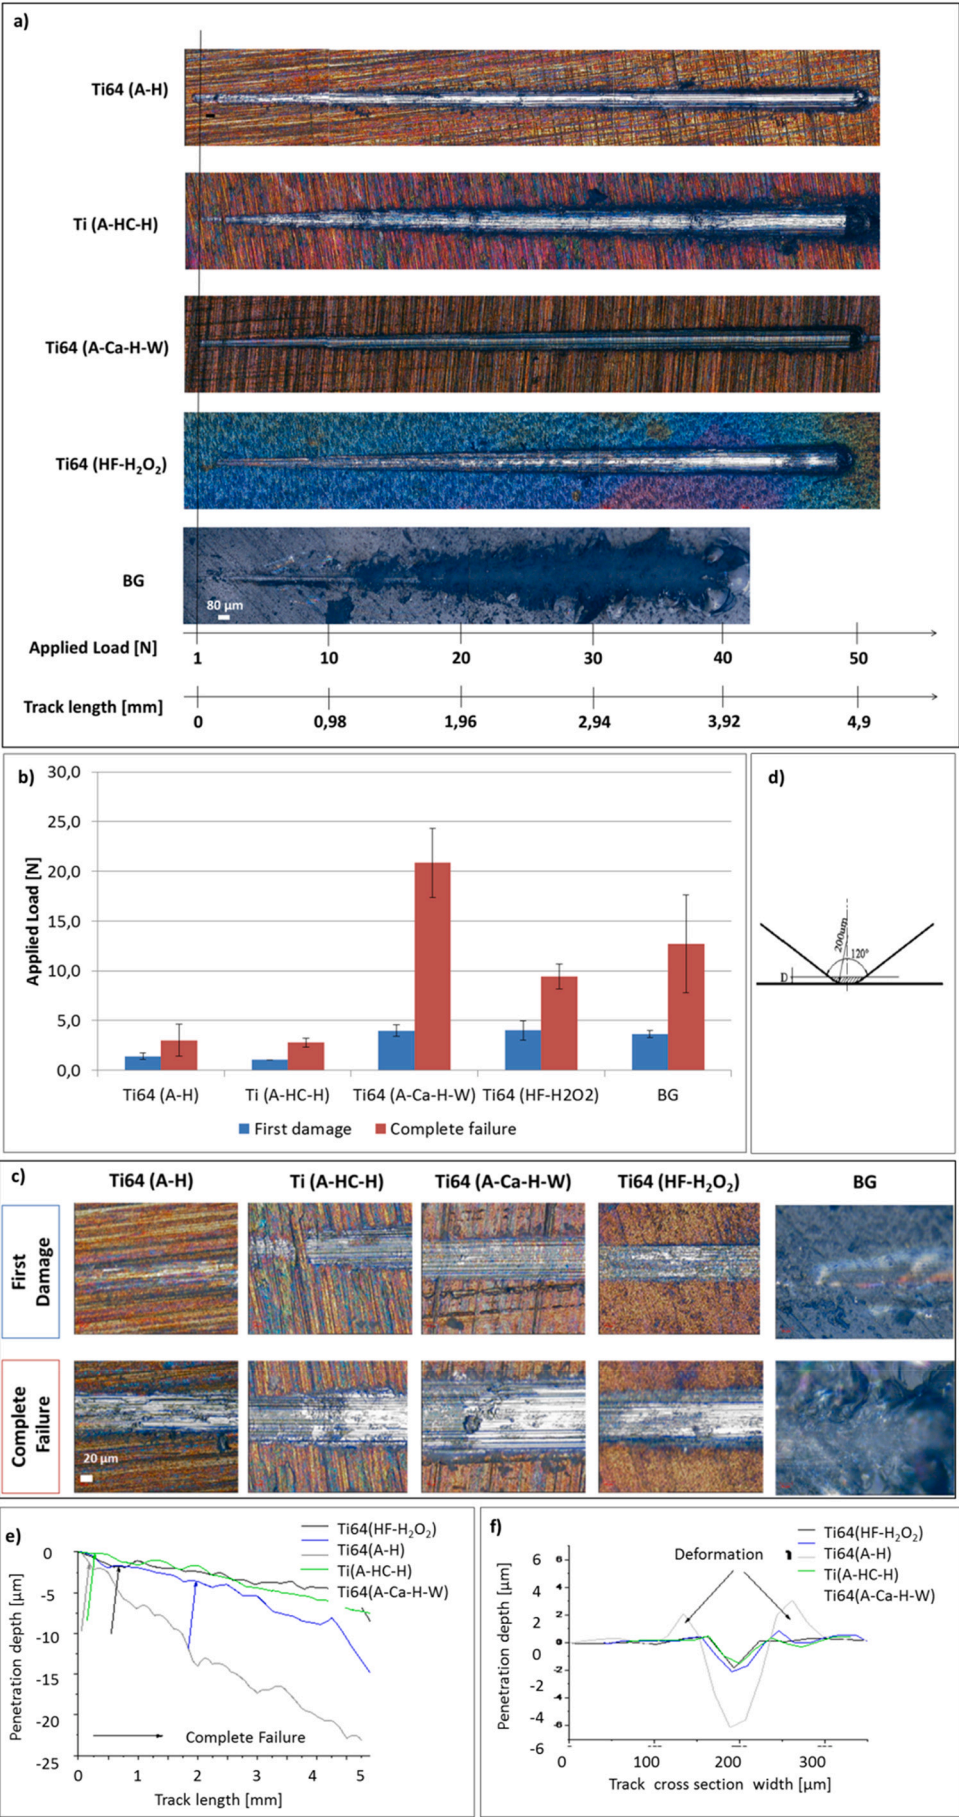 a)
Ti64 (A-H)
Ti (A-HC-H)
Ti64 (A-Ca-H-W)
Ti64 (HF-H₂O₂)
BG
80 µm
Applied Load [N]
1 10 20 30 40 50
Track length [mm]
0 0,98 1,96 2,94 3,92 4,9
b)
30,0
25,0
20,0
15,0
10,0
5,0
0,0
Applied Load [N]
Ti64 (A-H) Ti (A-HC-H) Ti64 (A-Ca-H-W) Ti64 (HF-H2O2) BG
First damage Complete failure
d)
200um
120°
D
c)
Ti64 (A-H) Ti (A-HC-H) Ti64 (A-Ca-H-W) Ti64 (HF-H₂O₂) BG
First
Damage
Complete
Failure
20 µm
e)
Ti64(HF-H₂O₂)
Ti64(A-H)
Ti(A-HC-H)
Ti64(A-Ca-H-W)
0
-5
-10
-15
-20
-25
Penetration depth [µm]
Complete Failure
0 1 2 3 4 5
Track length [mm]
f)
Ti64(HF-H₂O₂)
Ti64(A-H)
Ti(A-HC-H)
Ti64(A-Ca-H-W)
Deformation
6
4
2
0
-2
-4
-6
Penetration depth [µm]
0 100 200 300
Track cross section width [µm]